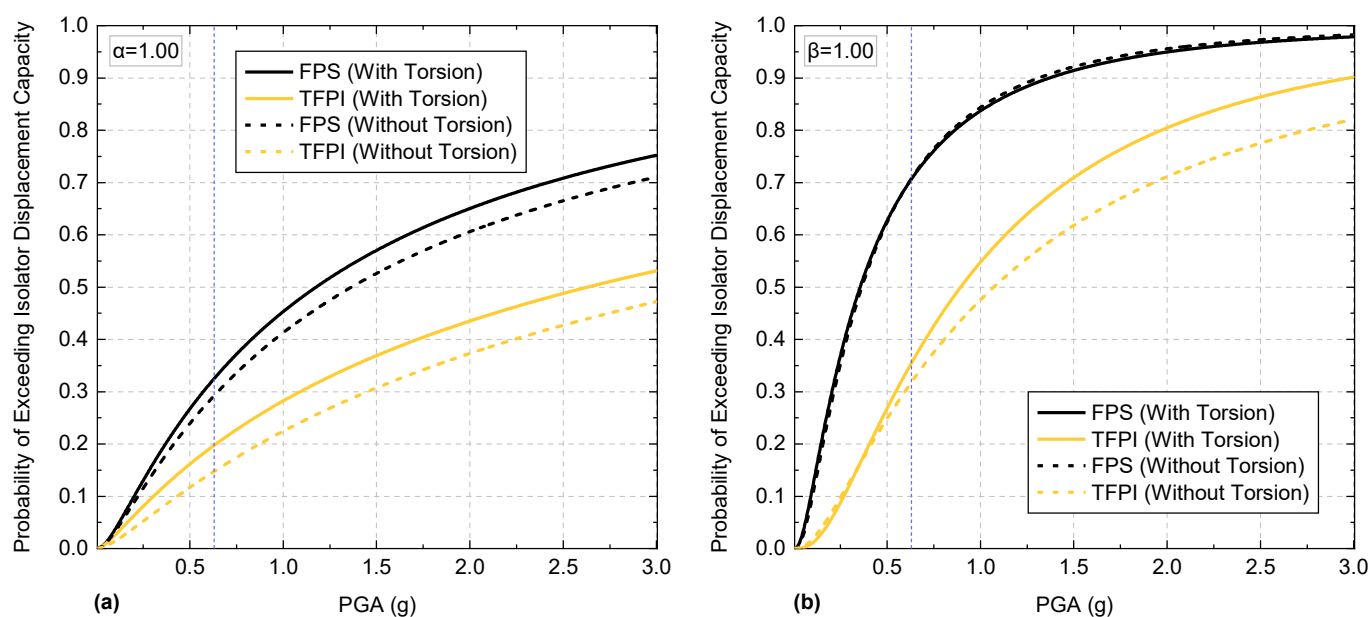 α=1.00
FPS (With Torsion)
TFPI (With Torsion)
FPS (Without Torsion)
TFPI (Without Torsion)
Probability of Exceeding Isolator Displacement Capacity
1.0
0.9
0.8
0.7
0.6
0.5
0.4
0.3
0.2
0.1
0.0
0.5
1.0
1.5
2.0
2.5
3.0
(a)
PGA (g)
β=1.00
FPS (With Torsion)
TFPI (With Torsion)
FPS (Without Torsion)
TFPI (Without Torsion)
Probability of Exceeding Isolator Displacement Capacity
1.0
0.9
0.8
0.7
0.6
0.5
0.4
0.3
0.2
0.1
0.0
0.5
1.0
1.5
2.0
2.5
3.0
(b)
PGA (g)